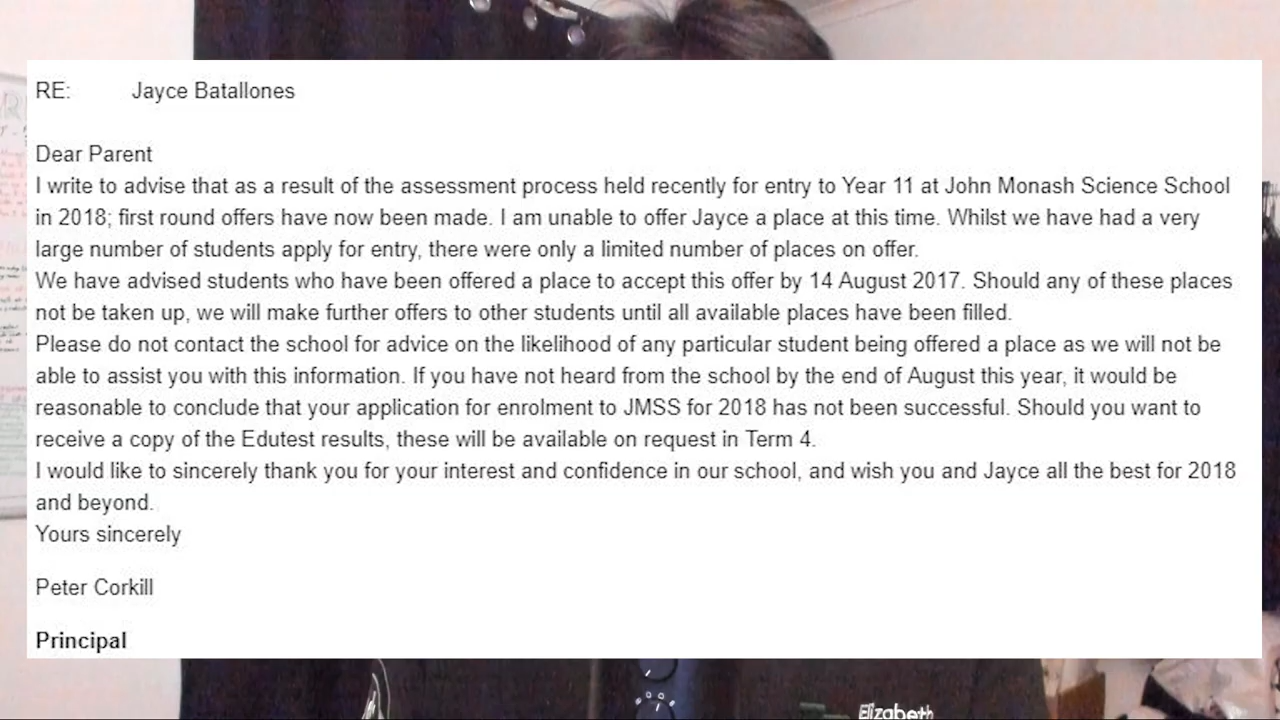 RE: Jayce Batallones
Dear Parent
I write to advise that as a result of the assessment process held recently for entry to Year 11 at John Monash Science School
in 2018; first round offers have now been made. I am unable to offer Jayce a place at this time. Whilst we have had a very
large number of students apply for entry, there were only a limited number of places on offer.
We have advised students who have been offered a place to accept this offer by 14 August 2017. Should any of these places
not be taken up, we will make further offers to other students until all available places have been filled.
Please do not contact the school for advice on the likelihood of any particular student being offered a place as we will not be
able to assist you with this information. If you have not heard from the school by the end of August this year, it would be
reasonable to conclude that your application for enrolment to JMSS for 2018 has not been successful. Should you want to
receive a copy of the Edutest results, these will be available on request in Term 4.
I would like to sincerely thank you for your interest and confidence in our school, and wish you and Jayce all the best for 2018
and beyond.
Yours sincerely
Peter Corkill
Principal
Elizabeth